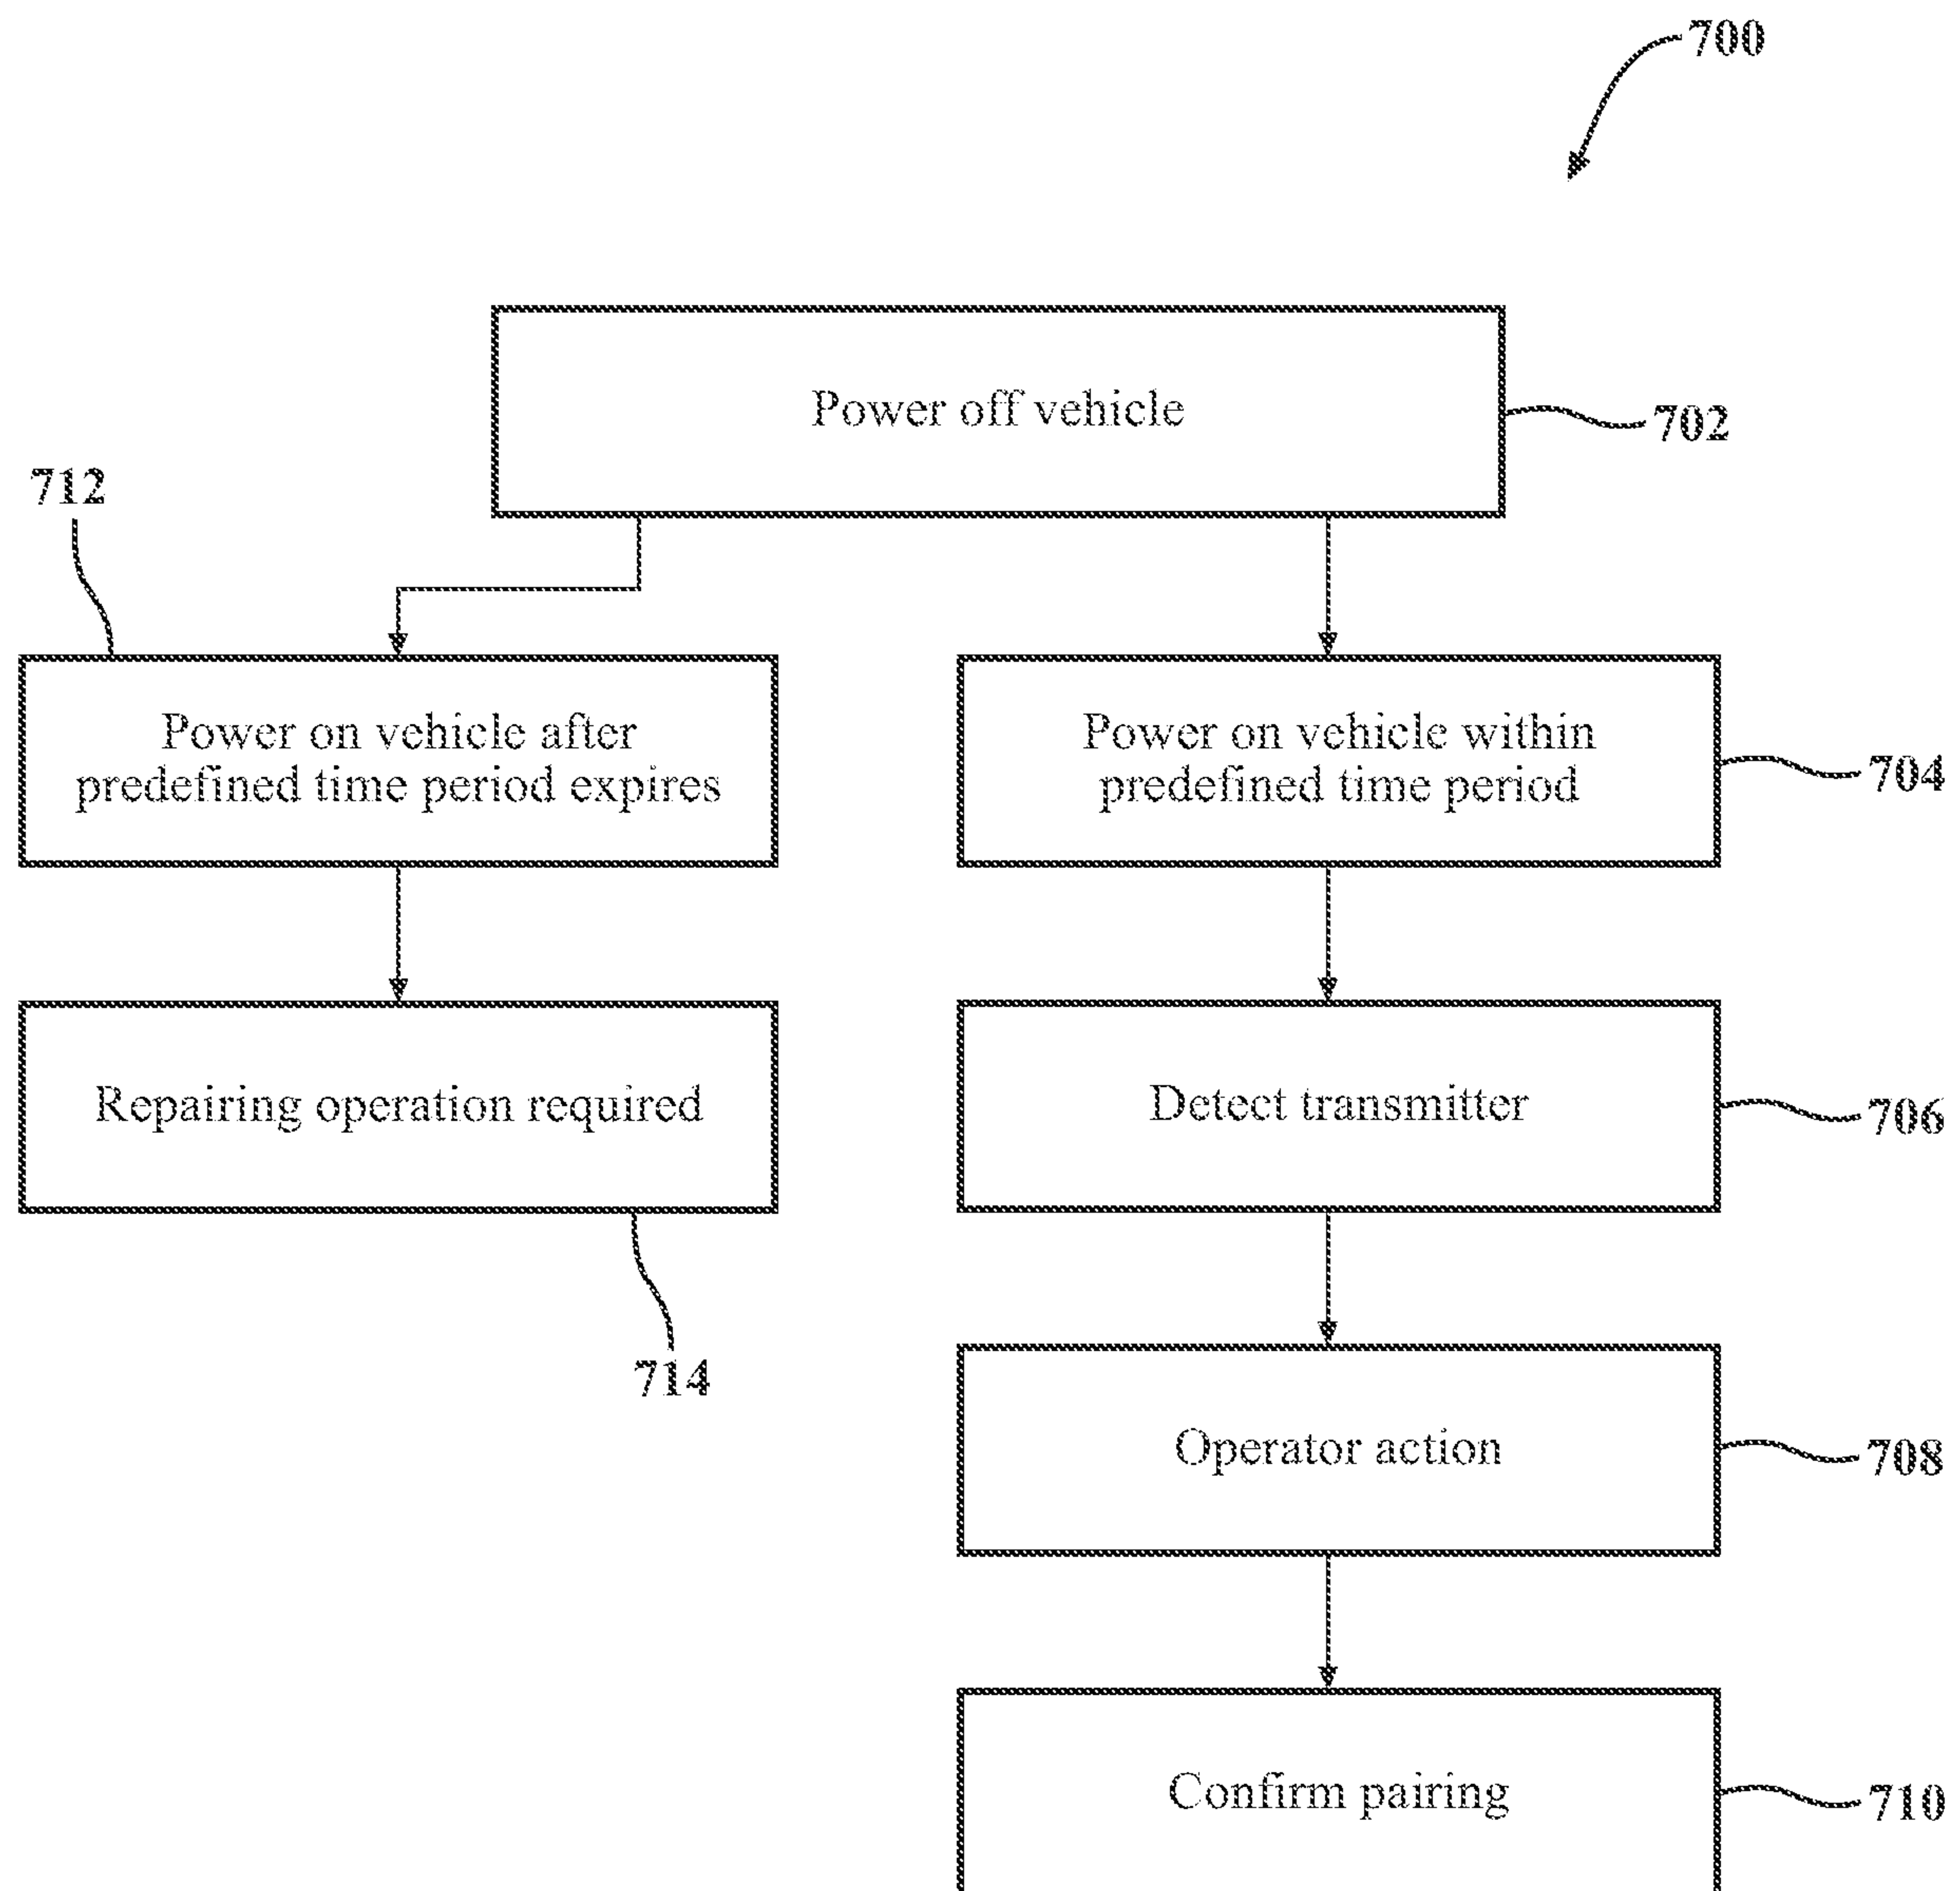 700
Power off vehicle
702
712
Power on vehicle after
predefined time period expires
Power on vehicle within
predefined time period
704
Repairing operation required
Detect transmitter
706
714
Operator action
708
Confirm pairing
710